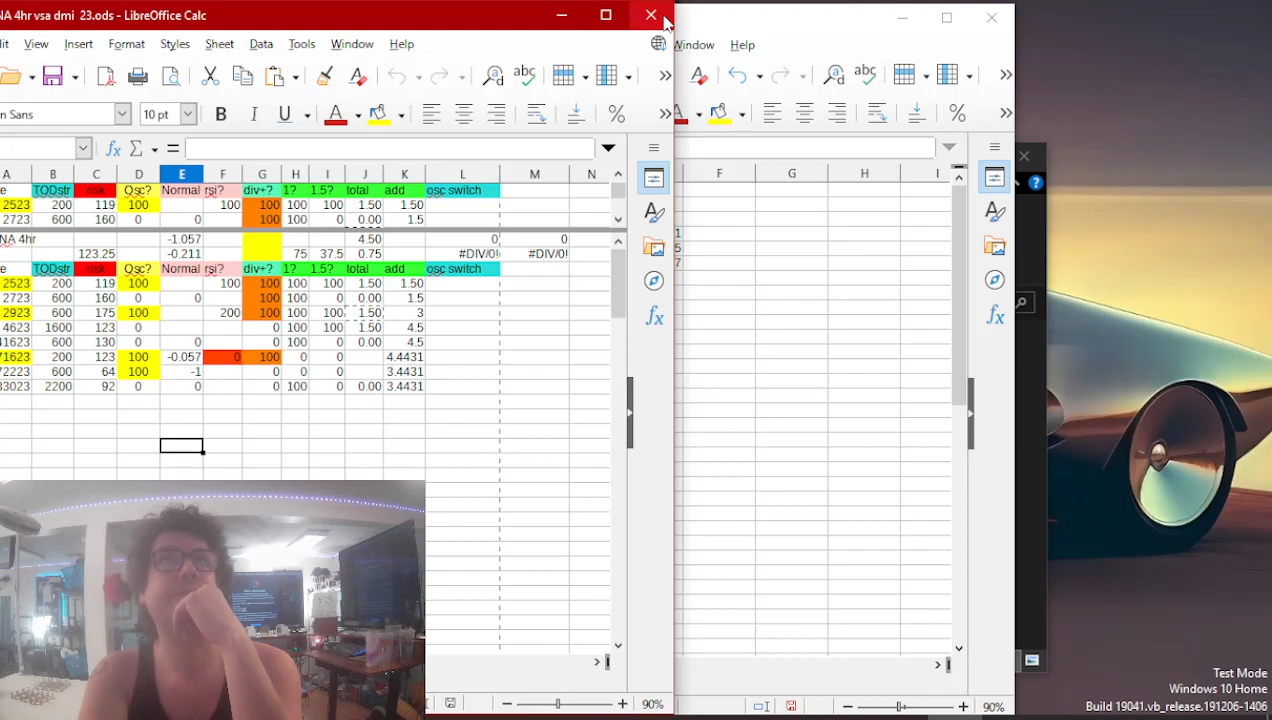 NA 4hr vsa dmi 23.ods - LibreOffice Calc
View Insert Format Styles Sheet Data Tools Window Help
Window Help
n Sans 10 pt B I U A %
A %
fx Σ =
A B C D E F G H I J K L M N
F G H I
TODstr risk Osc? Normal rsi? div+? 1? 1.5? total add osc switch
2523 200 119 100 100 100 100 100 1.50 1.50
2723 600 160 0 0 100 100 0 0.00 1.5
NA 4hr -1.057 4.50 0 0
123.25 -0.211 75 37.5 0.75 #DIV/0! #DIV/0!
TODstr risk Osc? Normal rsi? div+? 1? 1.5? total add osc switch
2523 200 119 100 100 100 100 100 1.50 1.50
2723 600 160 0 0 100 100 0 0.00 1.5
2923 600 175 100 200 100 100 100 1.50 3
4623 1600 123 0 0 100 100 1.50 4.5
41623 600 130 0 0 0 100 0 0.00 4.5
71623 200 123 100 -0.057 0 100 0 0 4.4431
72223 600 64 100 -1 0 0 0 3.4431
33023 2200 92 0 0 0 100 0 0.00 3.4431
1
5
7
90%
90%
Test Mode
Windows 10 Home
Build 19041.vb_release.191206-1406